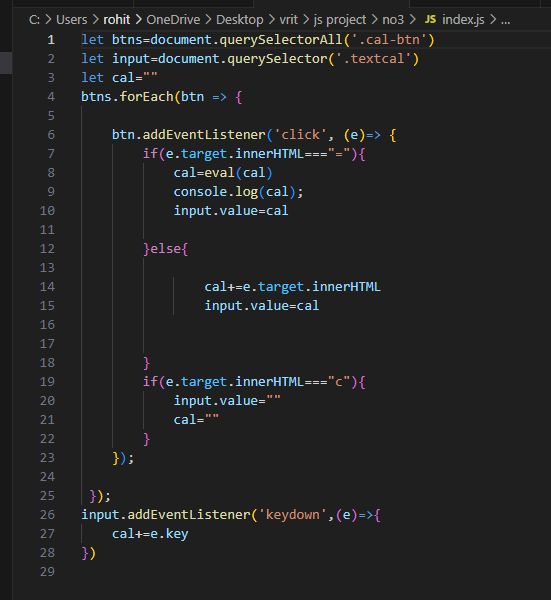 C: > Users > rohit > OneDrive > Desktop > vrit > js project > no3 > JS index.js > ...
1 let btns=document.querySelectorAll('.cal-btn')
2 let input=document.querySelector('.textcal')
3 let cal=""
4 btns.forEach(btn => {
5
6 btn.addEventListener('click', (e)=> {
7 if(e.target.innerHTML==="="){
8 cal=eval(cal)
9 console.log(cal);
10 input.value=cal
11
12 }else{
13
14 cal+=e.target.innerHTML
15 input.value=cal
16
17
18 }
19 if(e.target.innerHTML==="c"){
20 input.value=""
21 cal=""
22 }
23 });
24
25 });
26 input.addEventListener('keydown',(e)=>{
27 cal+=e.key
28 })
29